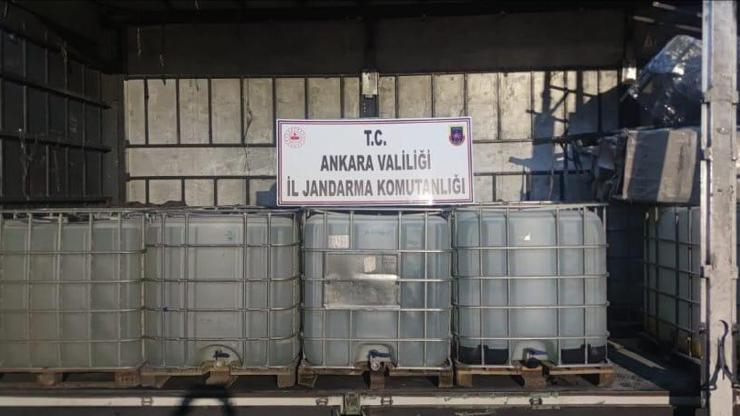 T.C.
ANKARA VALİLİĞİ
İL JANDARMA KOMUTANLIĞI